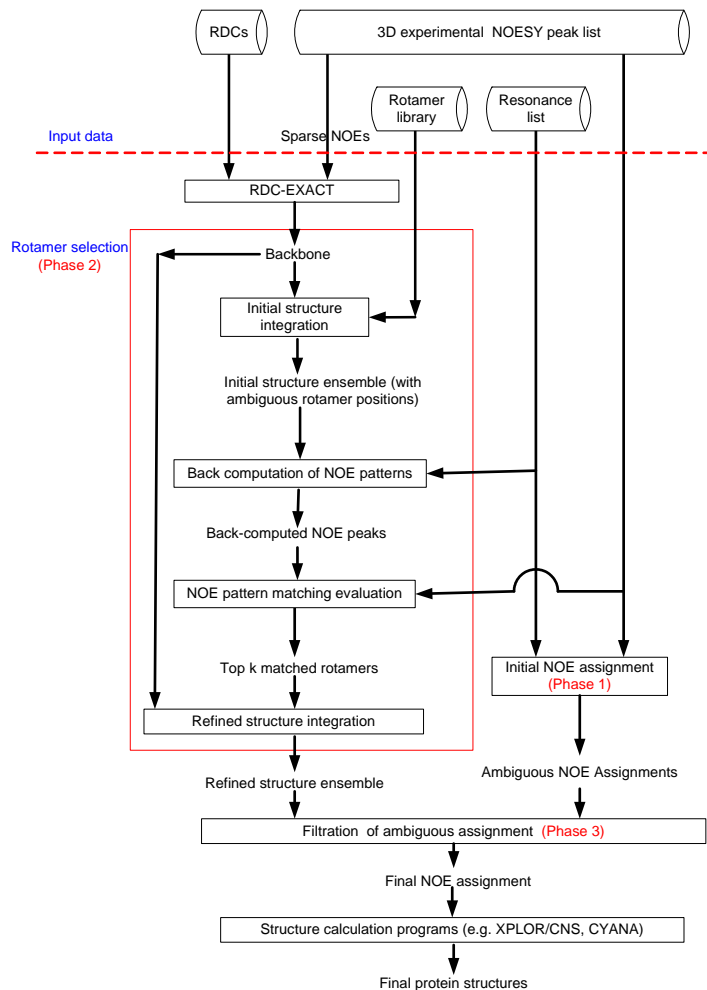 RDCs
3D experimental NOESY peak list
Rotamer
library
Resonance
list
Input data
Sparse NOEs
RDC-EXACT
Rotamer selection
(Phase 2)
Backbone
Initial structure
integration
Initial structure ensemble (with
ambiguous rotamer positions)
Back computation of NOE patterns
Back-computed NOE peaks
NOE pattern matching evaluation
Top k matched rotamers
Initial NOE assignment
(Phase 1)
Refined structure integration
Refined structure ensemble
Ambiguous NOE Assignments
Filtration of ambiguous assignment (Phase 3)
Final NOE assignment
Structure calculation programs (e.g. XPLOR/CNS, CYANA)
Final protein structures